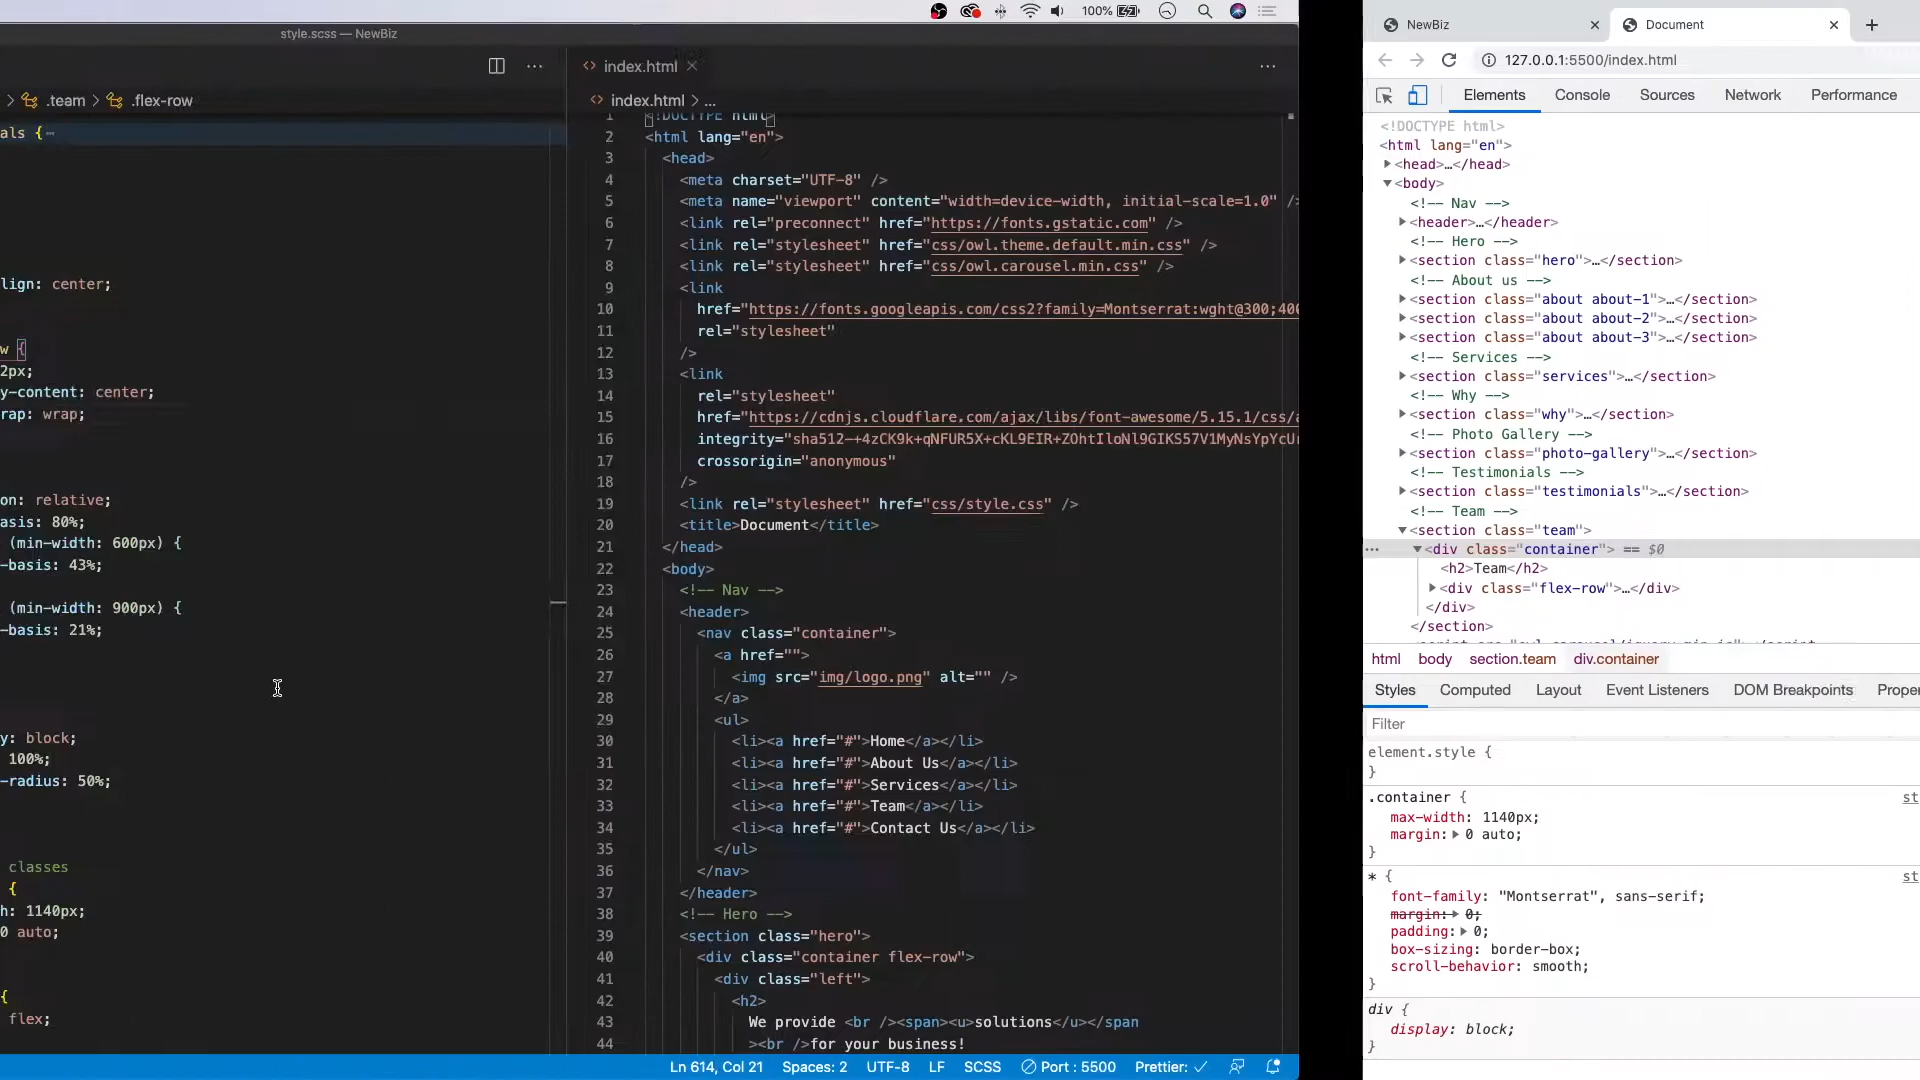 100%
style.scss — NewBiz
.team > .flex-row
als {
lign: center;
w {
2px;
y-content: center;
rap: wrap;
on: relative;
asis: 80%;
(min-width: 600px) {
-basis: 43%;
(min-width: 900px) {
-basis: 21%;
y: block;
100%;
-radius: 50%;
classes
{
h: 1140px;
0 auto;
{
flex;
<> index.html ×
<> index.html > ...
1 <!DOCTYPE html>
2 <html lang="en">
3 <head>
4 <meta charset="UTF-8" />
5 <meta name="viewport" content="width=device-width, initial-scale=1.0" />
6 <link rel="preconnect" href="https://fonts.gstatic.com" />
7 <link rel="stylesheet" href="css/owl.theme.default.min.css" />
8 <link rel="stylesheet" href="css/owl.carousel.min.css" />
9 <link
10 href="https://fonts.googleapis.com/css2?family=Montserrat:wght@300;400
11 rel="stylesheet"
12 />
13 <link
14 rel="stylesheet"
15 href="https://cdnjs.cloudflare.com/ajax/libs/font-awesome/5.15.1/css/a
16 integrity="sha512-+4zCK9k+qNFUR5X+cKL9EIR+ZOhtIloNl9GIKS57V1MyNsYpYcU
17 crossorigin="anonymous"
18 />
19 <link rel="stylesheet" href="css/style.css" />
20 <title>Document</title>
21 </head>
22 <body>
23 <!-- Nav -->
24 <header>
25 <nav class="container">
26 <a href="">
27 <img src="img/logo.png" alt="" />
28 </a>
29 <ul>
30 <li><a href="#">Home</a></li>
31 <li><a href="#">About Us</a></li>
32 <li><a href="#">Services</a></li>
33 <li><a href="#">Team</a></li>
34 <li><a href="#">Contact Us</a></li>
35 </ul>
36 </nav>
37 </header>
38 <!-- Hero -->
39 <section class="hero">
40 <div class="container flex-row">
41 <div class="left">
42 <h2>
43 We provide <br /><span><u>solutions</u></span
44 ><br />for your business!
Ln 614, Col 21 Spaces: 2 UTF-8 LF SCSS Port : 5500 Prettier: ✓
NewBiz × Document × +
127.0.0.1:5500/index.html
Elements Console Sources Network Performance
<!DOCTYPE html>
<html lang="en">
<head>…</head>
<body>
<!-- Nav -->
<header>…</header>
<!-- Hero -->
<section class="hero">…</section>
<!-- About us -->
<section class="about about-1">…</section>
<section class="about about-2">…</section>
<section class="about about-3">…</section>
<!-- Services -->
<section class="services">…</section>
<!-- Why -->
<section class="why">…</section>
<!-- Photo Gallery -->
<section class="photo-gallery">…</section>
<!-- Testimonials -->
<section class="testimonials">…</section>
<!-- Team -->
<section class="team">
<div class="container"> == $0
<h2>Team</h2>
<div class="flex-row">…</div>
</div>
</section>
html body section.team div.container
Styles Computed Layout Event Listeners DOM Breakpoints Proper
Filter
element.style {
}
.container { st
max-width: 1140px;
margin: 0 auto;
}
* { st
font-family: "Montserrat", sans-serif;
margin: 0;
padding: 0;
box-sizing: border-box;
scroll-behavior: smooth;
}
div {
display: block;
}